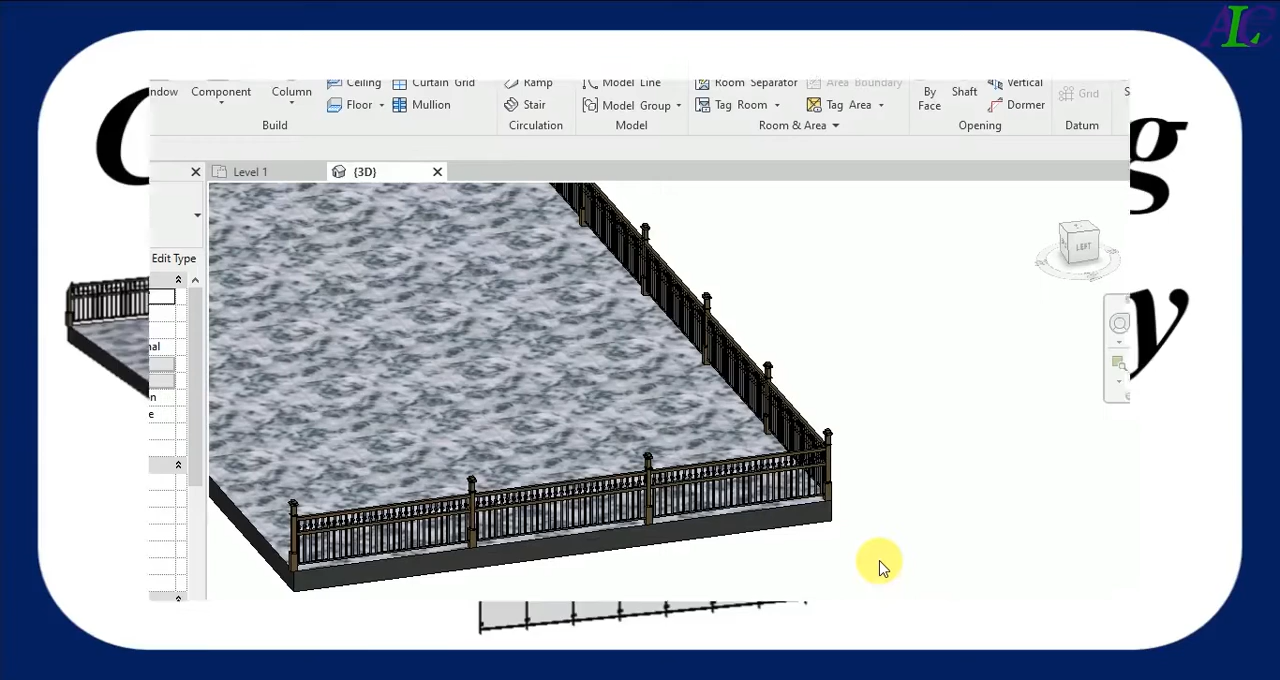 ALC
ndow Component Column Ceiling Curtain Grid Ramp Model Line Room Separator Area Boundary By Face Shaft Vertical Grid
Floor Mullion Stair Model Group Tag Room Tag Area Dormer
Build Circulation Model Room & Area Opening Datum
Level 1 {3D}
Edit Type
LEFT
nal
n
e
g
y